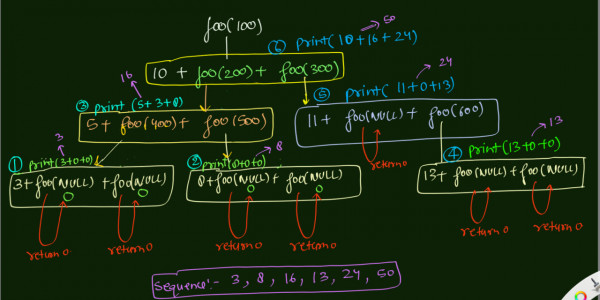 foo(100)
50
⑥ print(10+16+24)
10 + foo(200) + foo(300)
16
24
③ print (5+3+8)
⑤ print( 11+0+13)
5+ foo(400)+ foo(500)
11+ foo(NULL) + foo(600)
3
8
13
① print(3+0+0)
② print(8+0+0)
return 0
④ print(13+0+0)
3+foo(NULL) +foo(NULL)
8+foo(NULL)+ foo(NULL)
13+ foo(NULL)+foo(NULL)
0 0 0 0
return 0 return 0 return 0 return 0 return 0 return 0
Sequence:- 3, 8, 16, 13, 24, 50